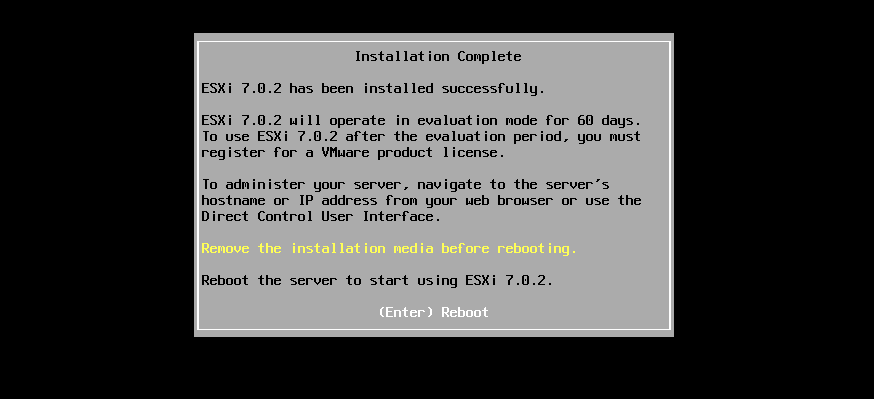 Installation Complete
ESXi 7.0.2 has been installed successfully.
ESXi 7.0.2 will operate in evaluation mode for 60 days.
To use ESXi 7.0.2 after the evaluation period, you must
register for a VMware product license.
To administer your server, navigate to the server's
hostname or IP address from your web browser or use the
Direct Control User Interface.
Remove the installation media before rebooting.
Reboot the server to start using ESXi 7.0.2.
(Enter) Reboot